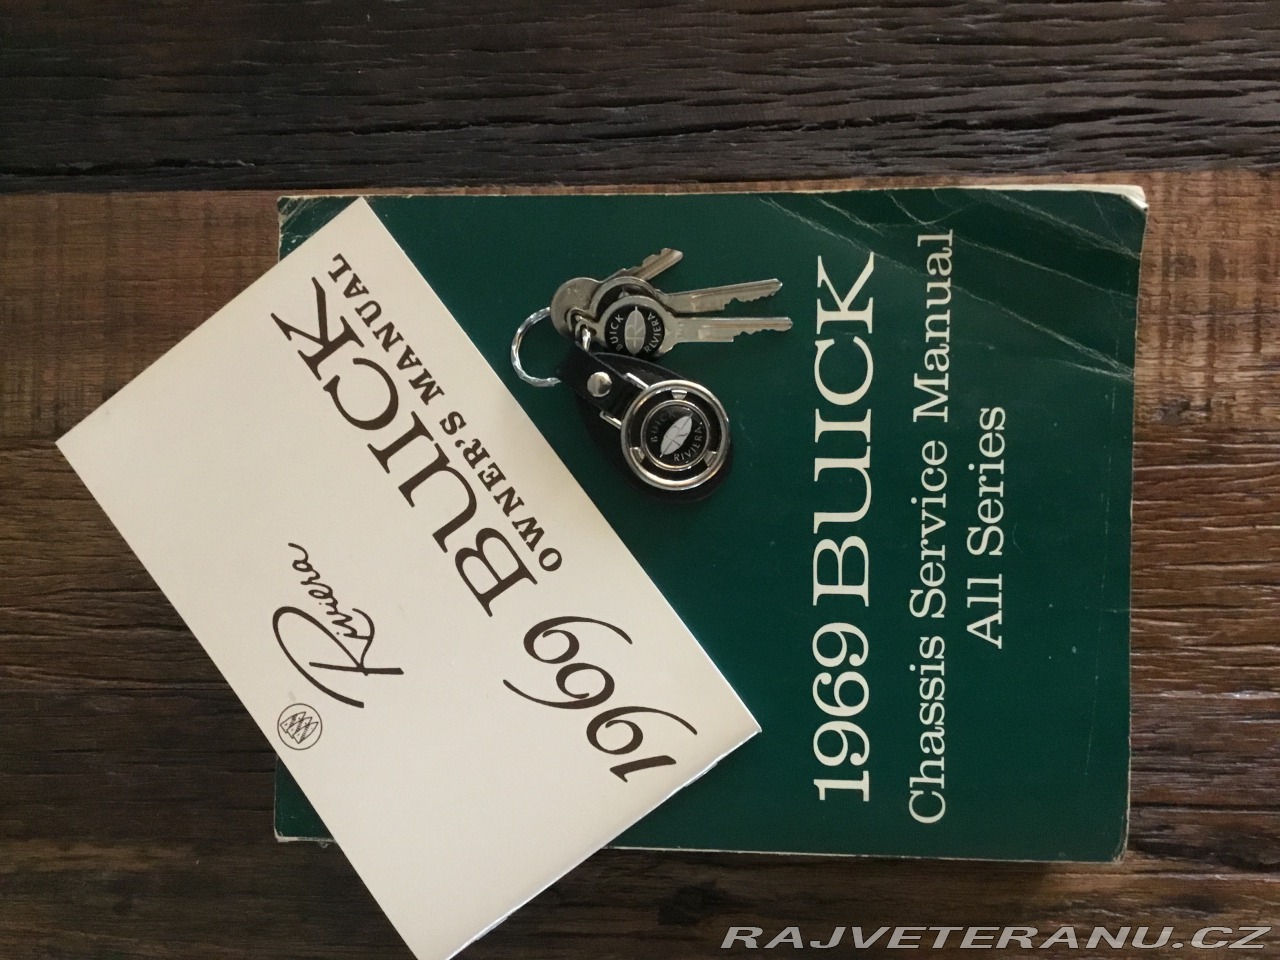 1969 BUICK
OWNER'S MANUAL
Riviera
1969 BUICK
Chassis Service Manual
All Series
BUICK
RIVIERA
BUICK
RIVIERA
RAJVETERANU.CZ